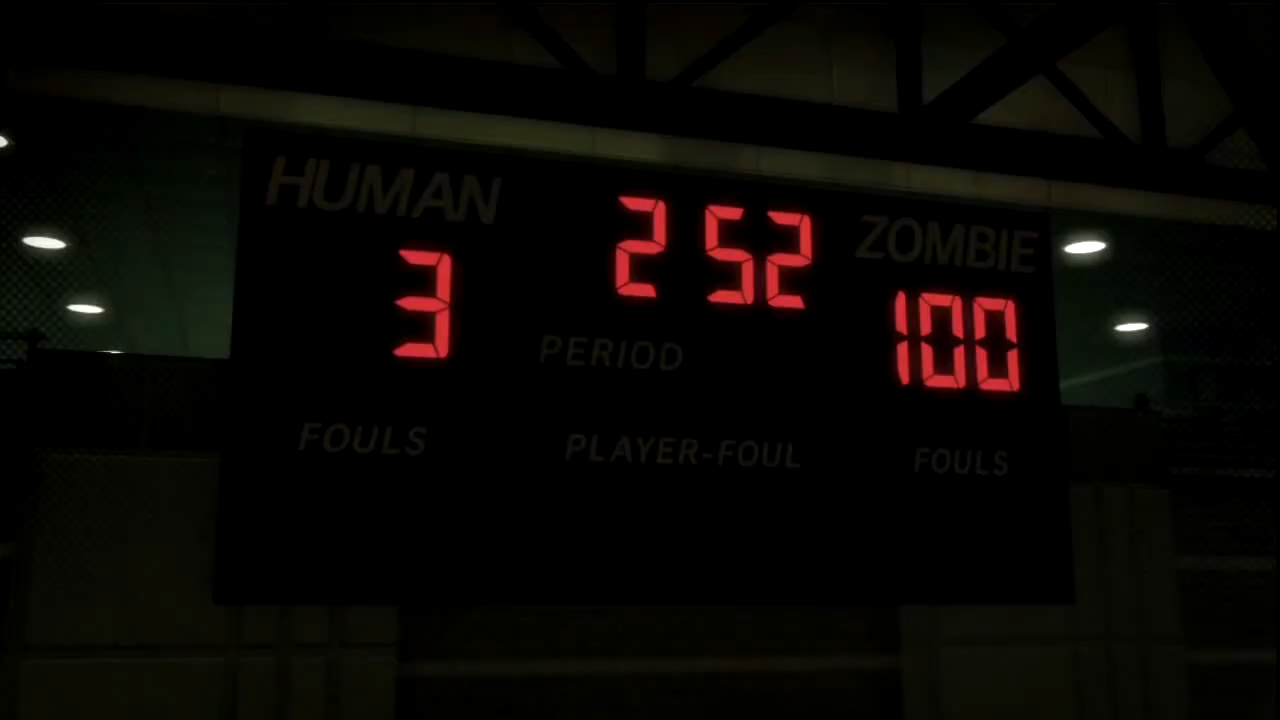 HUMAN
2 52
ZOMBIE
3
100
PERIOD
FOULS
PLAYER-FOUL
FOULS